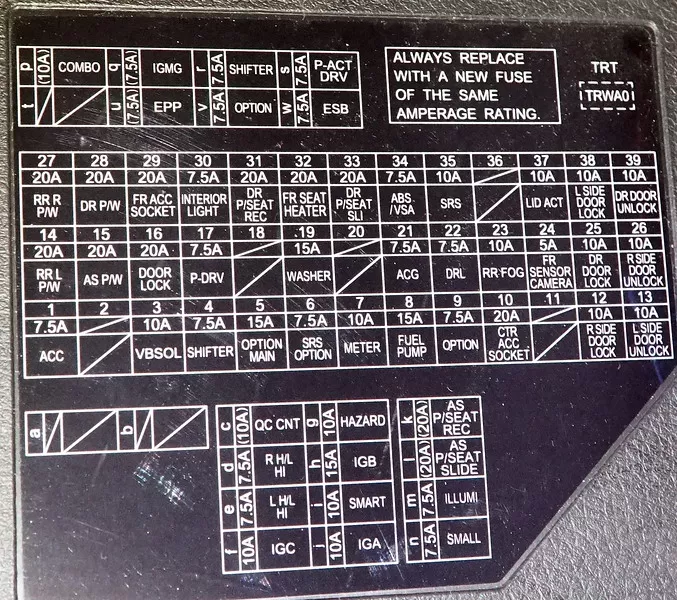 p (10A) COMBO q (7.5A) IGMG r 7.5A SHIFTER s 7.5A P-ACT DRV
t u (7.5A) EPP v 7.5A OPTION w 7.5A ESB
ALWAYS REPLACE
WITH A NEW FUSE
OF THE SAME
AMPERAGE RATING.
TRT
TRWA0
27 28 29 30 31 32 33 34 35 36 37 38 39
20A 20A 20A 7.5A 20A 20A 20A 7.5A 10A 10A 10A 10A
RR R P/W DR P/W FR ACC SOCKET INTERIOR LIGHT DR P/SEAT REC FR SEAT HEATER DR P/SEAT SLI ABS /VSA SRS LID ACT L SIDE DOOR LOCK DR DOOR UNLOCK
14 15 16 17 18 19 20 21 22 23 24 25 26
20A 20A 20A 7.5A 15A 7.5A 7.5A 10A 5A 10A 10A
RR L P/W AS P/W DOOR LOCK P-DRV WASHER ACG DRL RR FOG FR SENSOR CAMERA DR DOOR LOCK R SIDE DOOR UNLOCK
1 2 3 4 5 6 7 8 9 10 11 12 13
7.5A 10A 7.5A 15A 7.5A 10A 15A 7.5A 20A 10A 10A
ACC VBSOL SHIFTER OPTION MAIN SRS OPTION METER FUEL PUMP OPTION CTR ACC SOCKET R SIDE DOOR LOCK L SIDE DOOR UNLOCK
a b
c (10A) QC CNT g 10A HAZARD k (20A) AS P/SEAT REC
d 7.5A R H/L HI h 15A IGB l (20A) AS P/SEAT SLIDE
e 7.5A L H/L HI i 10A SMART m 7.5A ILLUMI
f 10A IGC j 10A IGA n 7.5A SMALL